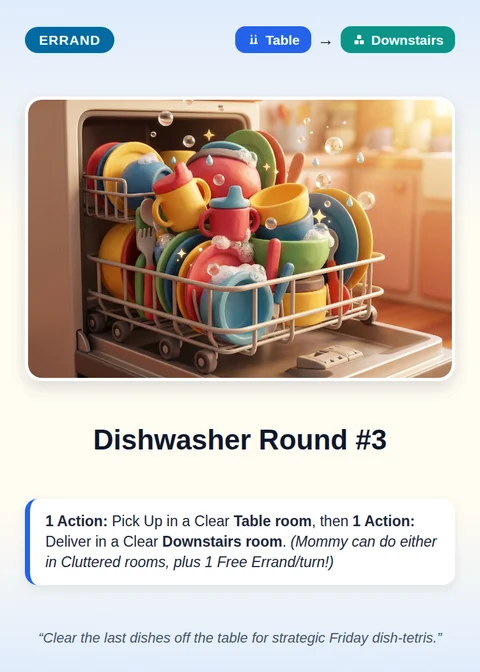 ERRAND
Table → Downstairs
Dishwasher Round #3
1 Action: Pick Up in a Clear Table room, then 1 Action:
Deliver in a Clear Downstairs room. (Mommy can do either
in Cluttered rooms, plus 1 Free Errand/turn!)
“Clear the last dishes off the table for strategic Friday dish-tetris.”